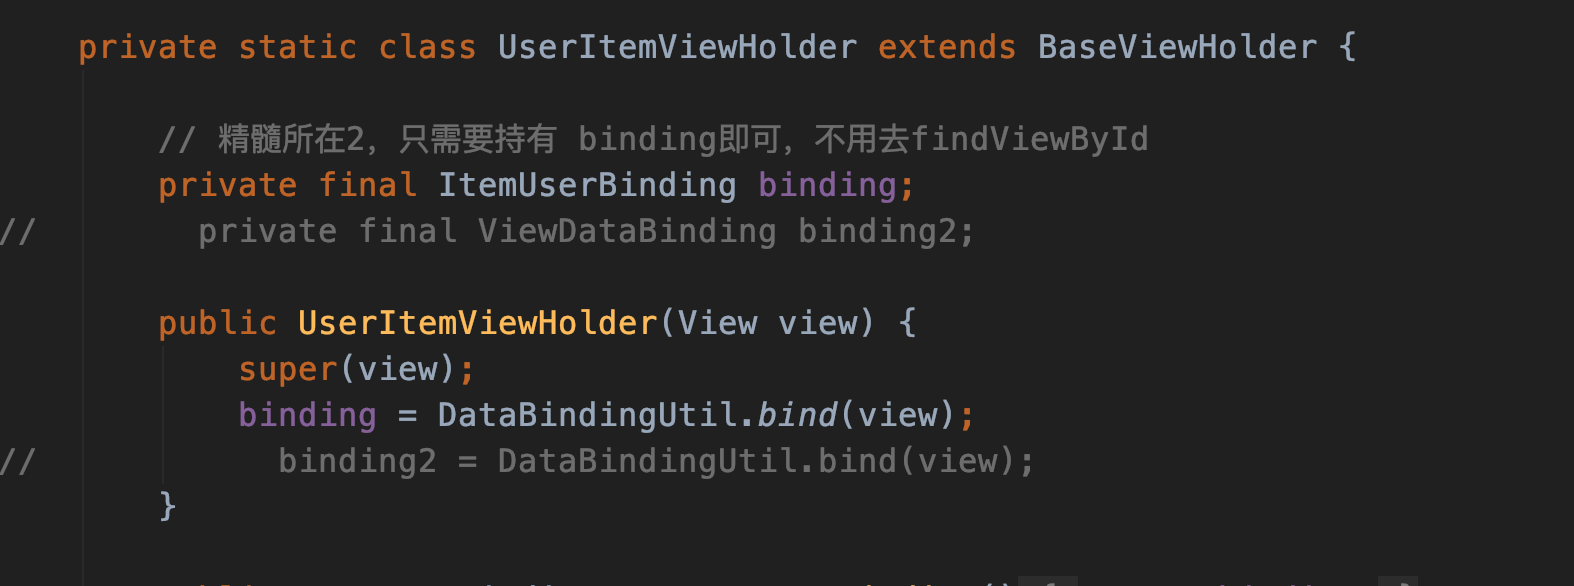 private static class UserItemViewHolder extends BaseViewHolder {
// 精髓所在2，只需要持有 binding即可，不用去findViewById
private final ItemUserBinding binding;
// private final ViewDataBinding binding2;
public UserItemViewHolder(View view) {
super(view);
binding = DataBindingUtil.bind(view);
// binding2 = DataBindingUtil.bind(view);
}